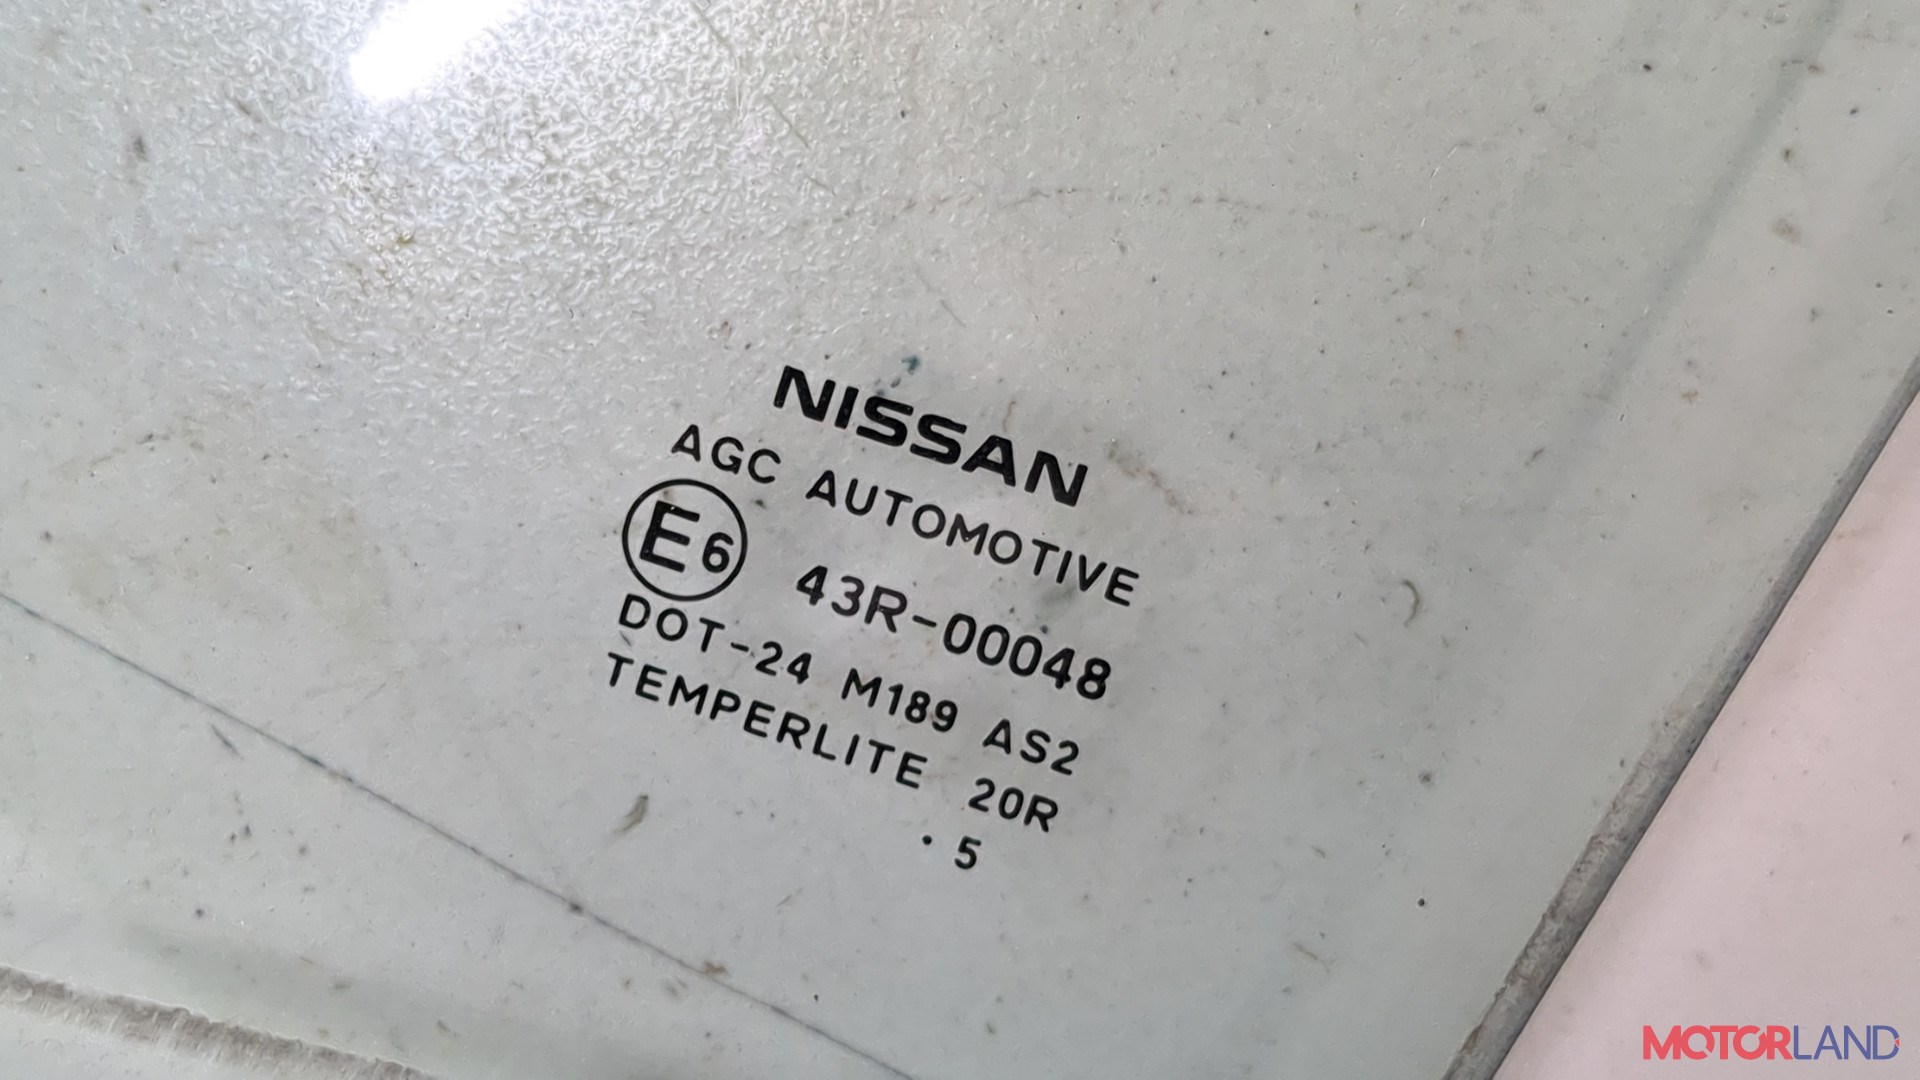 NISSAN
AGC AUTOMOTIVE
E6 43R-00048
DOT-24 M189 AS2
TEMPERLITE 20R
. 5
MOTORLAND